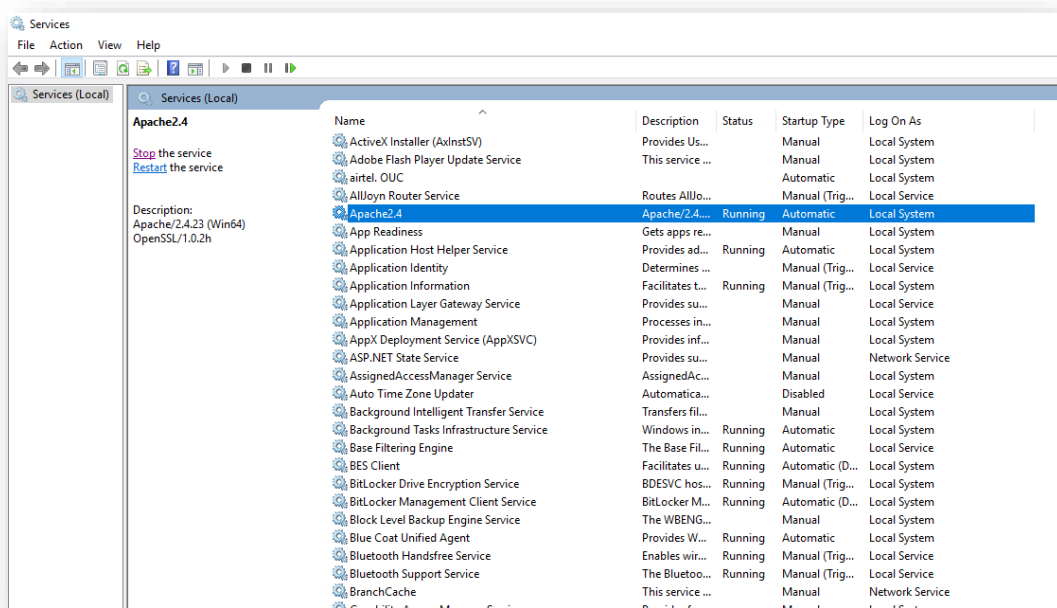 Services
File Action View Help
Services (Local)
Services (Local)
Apache2.4
Stop the service
Restart the service
Description:
Apache/2.4.23 (Win64)
OpenSSL/1.0.2h
Name Description Status Startup Type Log On As
ActiveX Installer (AxInstSV) Provides Us... Manual Local System
Adobe Flash Player Update Service This service ... Manual Local System
airtel. OUC Automatic Local System
AllJoyn Router Service Routes AllJo... Manual (Trig... Local Service
Apache2.4 Apache/2.4.... Running Automatic Local System
App Readiness Gets apps re... Manual Local System
Application Host Helper Service Provides ad... Running Automatic Local System
Application Identity Determines ... Manual (Trig... Local Service
Application Information Facilitates t... Running Manual (Trig... Local System
Application Layer Gateway Service Provides su... Manual Local Service
Application Management Processes in... Manual Local System
AppX Deployment Service (AppXSVC) Provides inf... Manual Local System
ASP.NET State Service Provides su... Manual Network Service
AssignedAccessManager Service AssignedAc... Manual Local System
Auto Time Zone Updater Automatica... Disabled Local Service
Background Intelligent Transfer Service Transfers fil... Manual Local System
Background Tasks Infrastructure Service Windows in... Running Automatic Local System
Base Filtering Engine The Base Fil... Running Automatic Local Service
BES Client Facilitates u... Running Automatic (D... Local System
BitLocker Drive Encryption Service BDESVC hos... Running Manual (Trig... Local System
BitLocker Management Client Service BitLocker M... Running Automatic (D... Local System
Block Level Backup Engine Service The WBENG... Manual Local System
Blue Coat Unified Agent Provides W... Running Automatic Local System
Bluetooth Handsfree Service Enables wir... Running Manual (Trig... Local Service
Bluetooth Support Service The Bluetoo... Running Manual (Trig... Local Service
BranchCache This service ... Manual Network Service